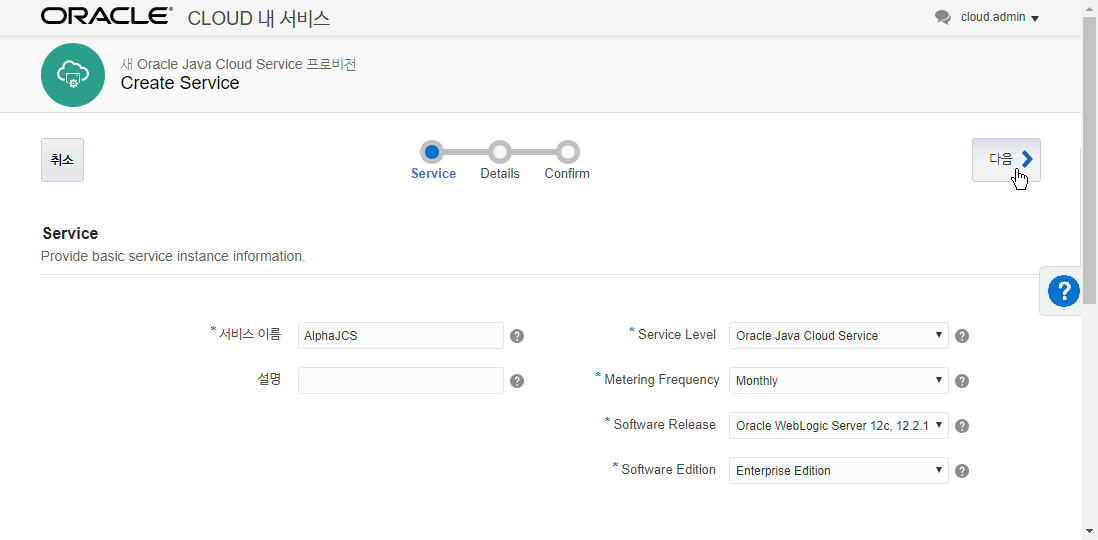 ORACLE® CLOUD 내 서비스
cloud.admin
새 Oracle Java Cloud Service 프로비전
Create Service
취소
Service
Details
Confirm
다음
Service
Provide basic service instance information.
?
* 서비스 이름
AlphaJCS
?
* Service Level
Oracle Java Cloud Service
?
설명
?
* Metering Frequency
Monthly
?
* Software Release
Oracle WebLogic Server 12c, 12.2.1
?
* Software Edition
Enterprise Edition
?